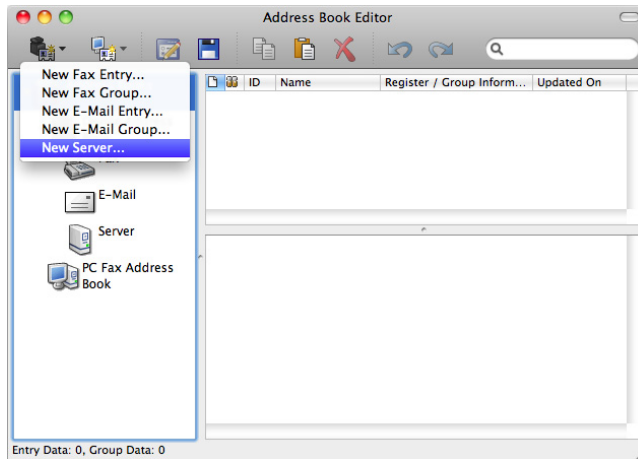 Address Book Editor
New Fax Entry...
New Fax Group...
New E-Mail Entry...
New E-Mail Group...
New Server...
ID Name Register / Group Inform... Updated On
E-Mail
Server
PC Fax Address
Book
Entry Data: 0, Group Data: 0